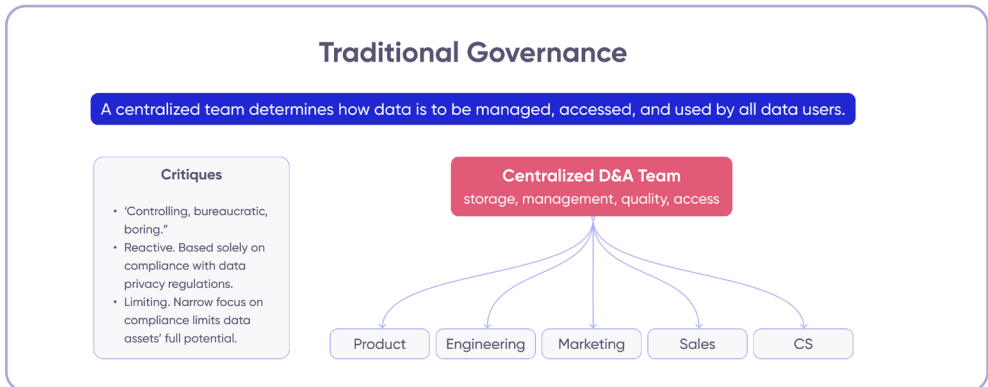 Traditional Governance
A centralized team determines how data is to be managed, accessed, and used by all data users.
Critiques
• ‘Controlling, bureaucratic,
boring.”
• Reactive. Based solely on
compliance with data
privacy regulations.
• Limiting. Narrow focus on
compliance limits data
assets’ full potential.
Centralized D&A Team
storage, management, quality, access
Product
Engineering
Marketing
Sales
CS